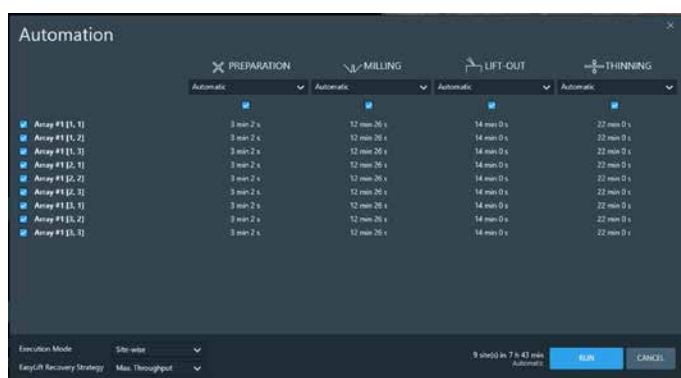 Automation
PREPARATION MILLING LIFT-OUT THINNING
Automatic Automatic Automatic Automatic
Array #1 [1, 1] 3 min 2 s 12 min 26 s 14 min 0 s 22 min 0 s
Array #1 [1, 2] 3 min 2 s 12 min 26 s 14 min 0 s 22 min 0 s
Array #1 [1, 3] 3 min 2 s 12 min 26 s 14 min 0 s 22 min 0 s
Array #1 [2, 1] 3 min 2 s 12 min 26 s 14 min 0 s 22 min 0 s
Array #1 [2, 2] 3 min 2 s 12 min 26 s 14 min 0 s 22 min 0 s
Array #1 [2, 3] 3 min 2 s 12 min 26 s 14 min 0 s 22 min 0 s
Array #1 [3, 1] 3 min 2 s 12 min 26 s 14 min 0 s 22 min 0 s
Array #1 [3, 2] 3 min 2 s 12 min 26 s 14 min 0 s 22 min 0 s
Array #1 [3, 3] 3 min 2 s 12 min 26 s 14 min 0 s 22 min 0 s
Execution Mode Site-wise
EasyLift Recovery Strategy Max. Throughput
9 site(s) in 7 h 43 min
Automatic
RUN CANCEL